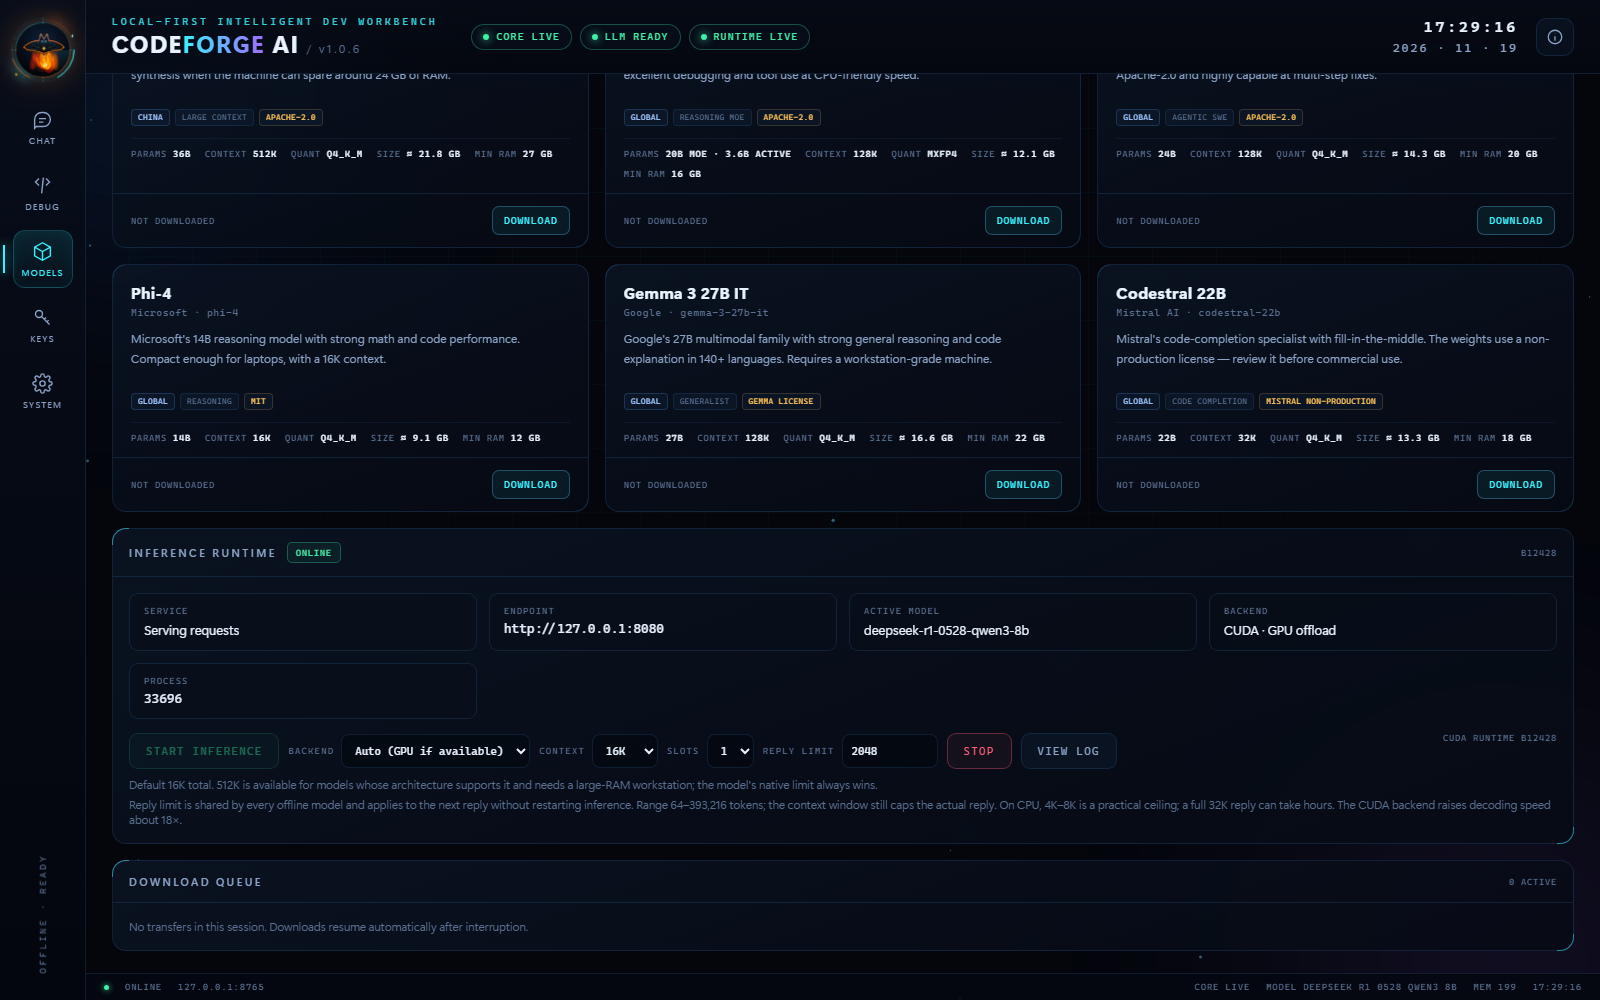 LOCAL-FIRST INTELLIGENT DEV WORKBENCH
CODEFORGE AI / v1.0.6
CORE LIVE
LLM READY
RUNTIME LIVE
17:29:16
2026 · 11 · 19
CHAT
DEBUG
MODELS
KEYS
SYSTEM
OFFLINE · READY
synthesis when the machine can spare around 24 GB of RAM.
CHINA LARGE CONTEXT APACHE-2.0
PARAMS 36B CONTEXT 512K QUANT Q4_K_M SIZE ≈ 21.8 GB MIN RAM 27 GB
NOT DOWNLOADED DOWNLOAD
excellent debugging and tool use at CPU-friendly speed.
GLOBAL REASONING MOE APACHE-2.0
PARAMS 20B MOE · 3.6B ACTIVE CONTEXT 128K QUANT MXFP4 SIZE ≈ 12.1 GB
MIN RAM 16 GB
NOT DOWNLOADED DOWNLOAD
Apache-2.0 and highly capable at multi-step fixes.
GLOBAL AGENTIC SWE APACHE-2.0
PARAMS 24B CONTEXT 128K QUANT Q4_K_M SIZE ≈ 14.3 GB MIN RAM 20 GB
NOT DOWNLOADED DOWNLOAD
Phi-4
Microsoft · phi-4
Microsoft's 14B reasoning model with strong math and code performance.
Compact enough for laptops, with a 16K context.
GLOBAL REASONING MIT
PARAMS 14B CONTEXT 16K QUANT Q4_K_M SIZE ≈ 9.1 GB MIN RAM 12 GB
NOT DOWNLOADED DOWNLOAD
Gemma 3 27B IT
Google · gemma-3-27b-it
Google's 27B multimodal family with strong general reasoning and code
explanation in 140+ languages. Requires a workstation-grade machine.
GLOBAL GENERALIST GEMMA LICENSE
PARAMS 27B CONTEXT 128K QUANT Q4_K_M SIZE ≈ 16.6 GB MIN RAM 22 GB
NOT DOWNLOADED DOWNLOAD
Codestral 22B
Mistral AI · codestral-22b
Mistral's code-completion specialist with fill-in-the-middle. The weights use a non-
production license — review it before commercial use.
GLOBAL CODE COMPLETION MISTRAL NON-PRODUCTION
PARAMS 22B CONTEXT 32K QUANT Q4_K_M SIZE ≈ 13.3 GB MIN RAM 18 GB
NOT DOWNLOADED DOWNLOAD
INFERENCE RUNTIME ONLINE B12428
SERVICE
Serving requests
ENDPOINT
http://127.0.0.1:8080
ACTIVE MODEL
deepseek-r1-0528-qwen3-8b
BACKEND
CUDA · GPU offload
PROCESS
33696
START INFERENCE BACKEND Auto (GPU if available) CONTEXT 16K SLOTS 1 REPLY LIMIT 2048 STOP VIEW LOG CUDA RUNTIME B12428
Default 16K total. 512K is available for models whose architecture supports it and needs a large-RAM workstation; the model's native limit always wins.
Reply limit is shared by every offline model and applies to the next reply without restarting inference. Range 64–393,216 tokens; the context window still caps the actual reply. On CPU, 4K–8K is a practical ceiling; a full 32K reply can take hours. The CUDA backend raises decoding speed
about 18×.
DOWNLOAD QUEUE 0 ACTIVE
No transfers in this session. Downloads resume automatically after interruption.
ONLINE 127.0.0.1:8765 CORE LIVE MODEL DEEPSEEK R1 0528 QWEN3 8B MEM 199 17:29:16